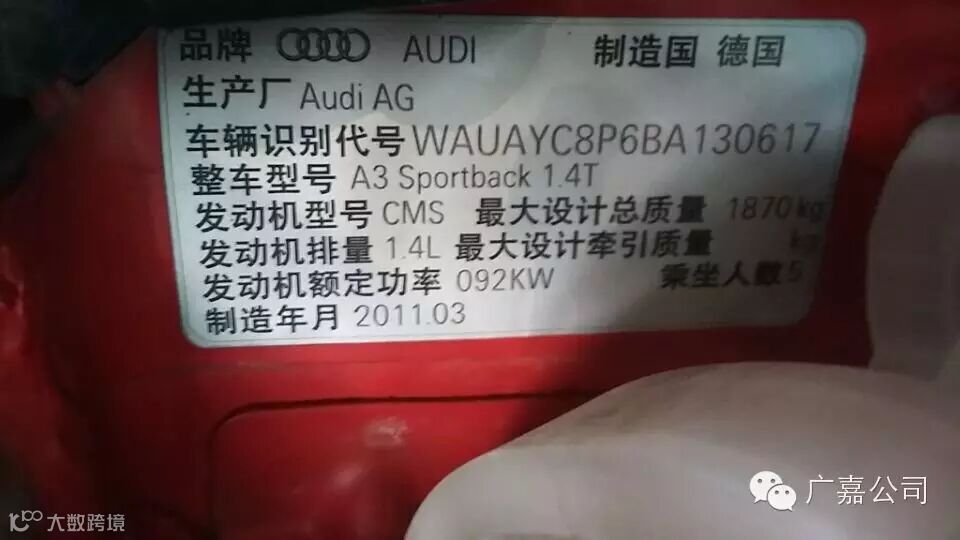 品牌 AUDI 制造国 德国
生产厂 Audi AG
车辆识别代号 WAUAYC8P6BA130617
整车型号 A3 Sportback 1.4T
发动机型号 CMS 最大设计总质量 1870 kg
发动机排量 1.4L 最大设计牵引质量 kg
发动机额定功率 092KW 乘坐人数 5
制造年月 2011.03
广嘉公司
大数跨境